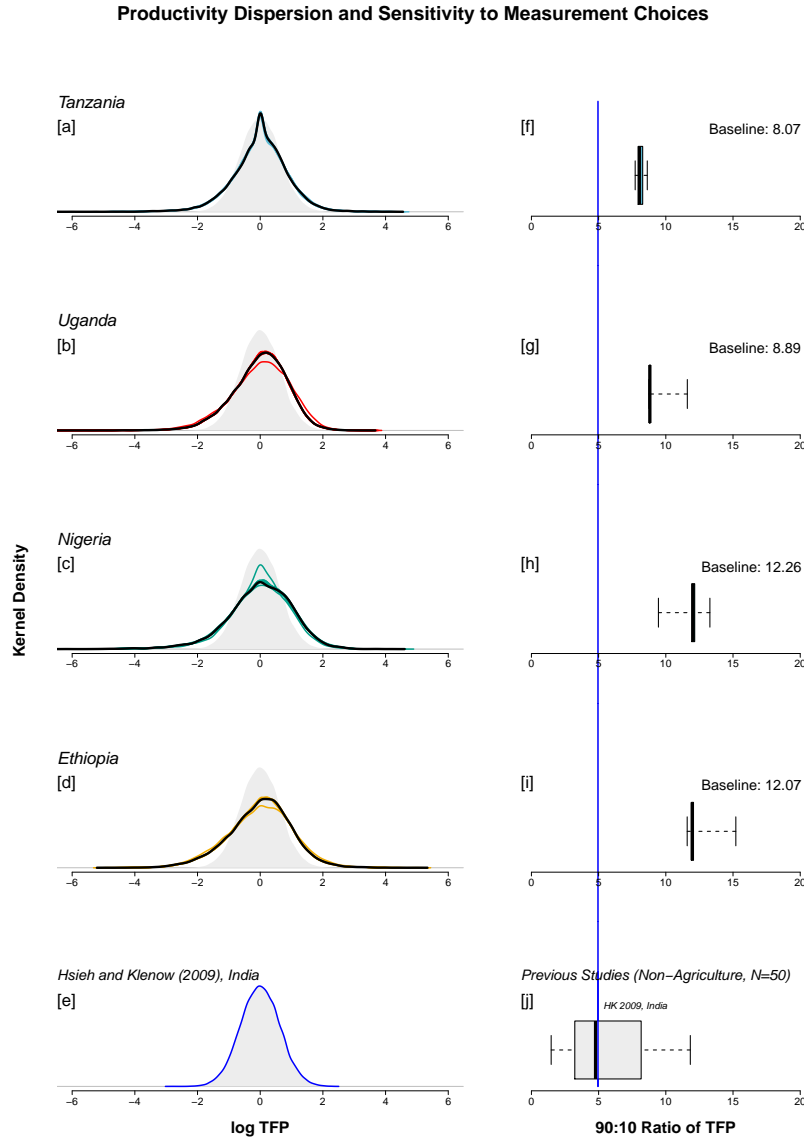 Productivity Dispersion and Sensitivity to Measurement Choices
Tanzania
[a]
−6 −4 −2 0 2 4 6
[f]
Baseline: 8.07
0 5 10 15 20
Uganda
[b]
−6 −4 −2 0 2 4 6
[g]
Baseline: 8.89
0 5 10 15 20
Nigeria
[c]
−6 −4 −2 0 2 4 6
[h]
Baseline: 12.26
0 5 10 15 20
Ethiopia
[d]
−6 −4 −2 0 2 4 6
[i]
Baseline: 12.07
0 5 10 15 20
Hsieh and Klenow (2009), India
[e]
−6 −4 −2 0 2 4 6
Previous Studies (Non−Agriculture, N=50)
[j]
HK 2009, India
0 5 10 15 20
Kernel Density
log TFP
90:10 Ratio of TFP